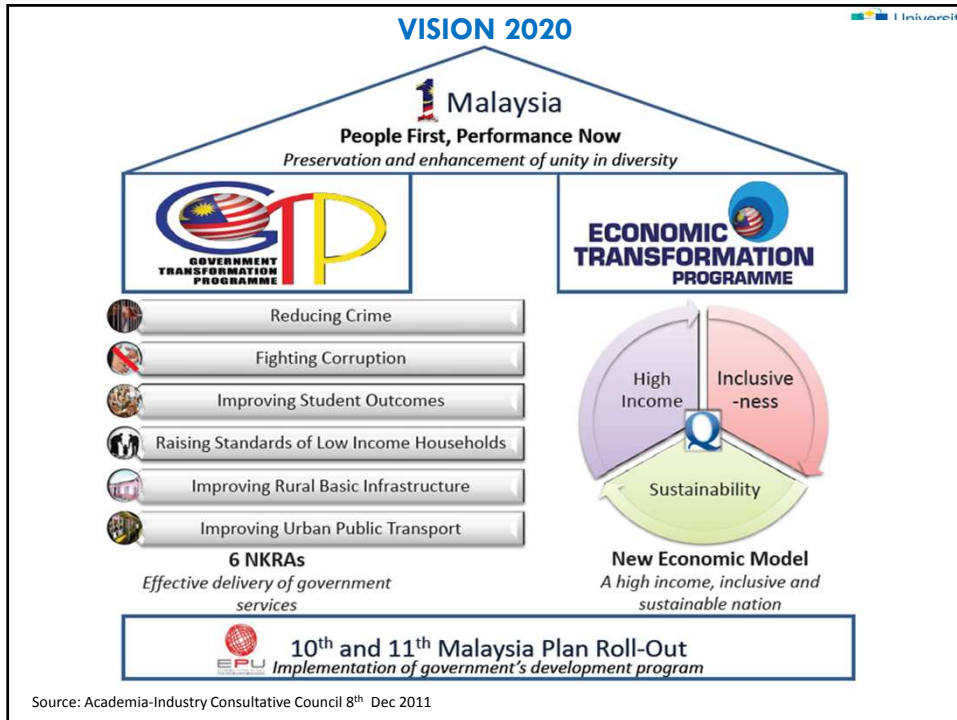 VISION 2020
Universit
1 Malaysia
People First, Performance Now
Preservation and enhancement of unity in diversity
GTP
GOVERNMENT
TRANSFORMATION
PROGRAMME
ECONOMIC
TRANSFORMATION
PROGRAMME
Reducing Crime
Fighting Corruption
Improving Student Outcomes
Raising Standards of Low Income Households
Improving Rural Basic Infrastructure
Improving Urban Public Transport
6 NKRAs
Effective delivery of government
services
High
Income
Inclusive
-ness
Q
Sustainability
New Economic Model
A high income, inclusive and
sustainable nation
EPU
10th and 11th Malaysia Plan Roll-Out
Implementation of government's development program
Source: Academia-Industry Consultative Council 8th Dec 2011